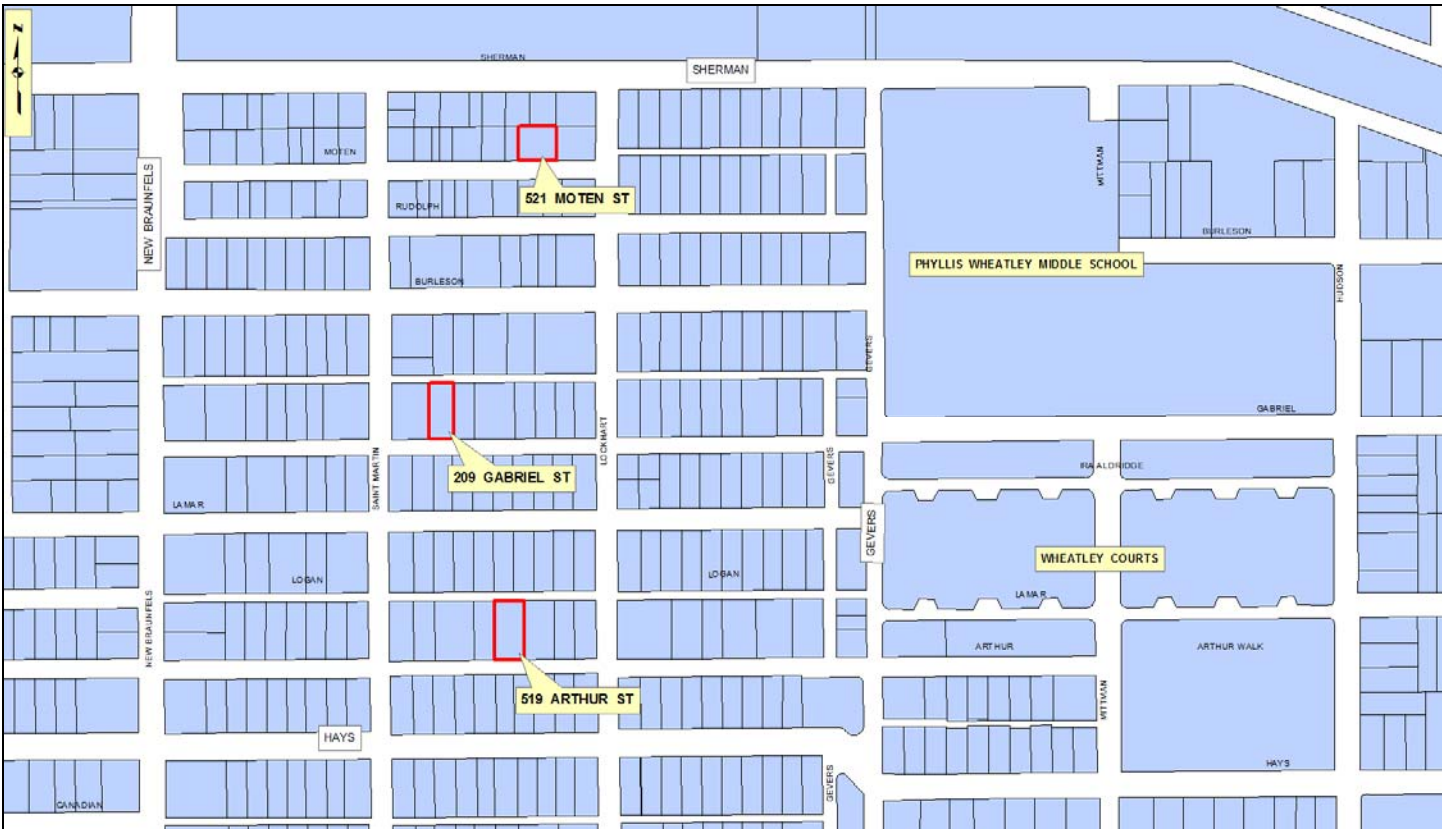 Z
SHERMAN
SHERMAN
MOTEN
MITTMAN
NEW BRAUNFELS
521 MOTEN ST
RUDOLPH
BURLESON
PHYLLIS WHEATLEY MIDDLE SCHOOL
BURLESON
HUDSON
GEVERS
GABRIEL
LOCKHART
SAINT MARTIN
209 GABRIEL ST
GEVERS
IRA ALDRIDGE
LAMAR
GEVERS
WHEATLEY COURTS
LOGAN
LOGAN
LAMAR
NEW BRAUNFELS
ARTHUR
ARTHUR WALK
519 ARTHUR ST
MITTMAN
HAYS
HAYS
GEVERS
CANADIAN